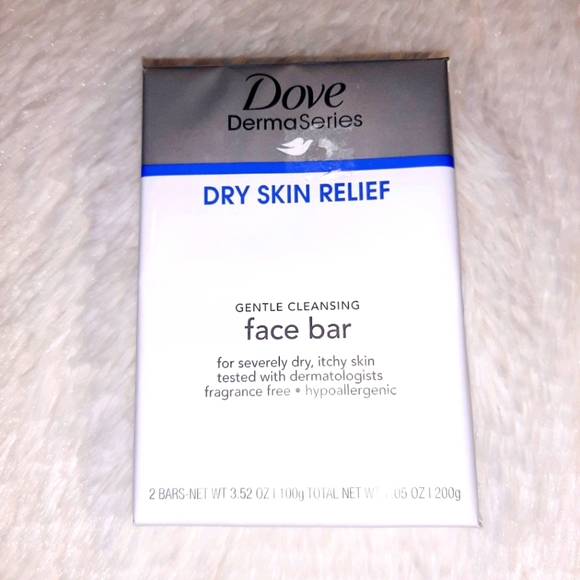 Dove
DermaSeries
DRY SKIN RELIEF
GENTLE CLEANSING
face bar
for severely dry, itchy skin
tested with dermatologists
fragrance free • hypoallergenic
2 BARS-NET WT 3.52 OZ | 100g TOTAL NET WT .05 OZ | 200g